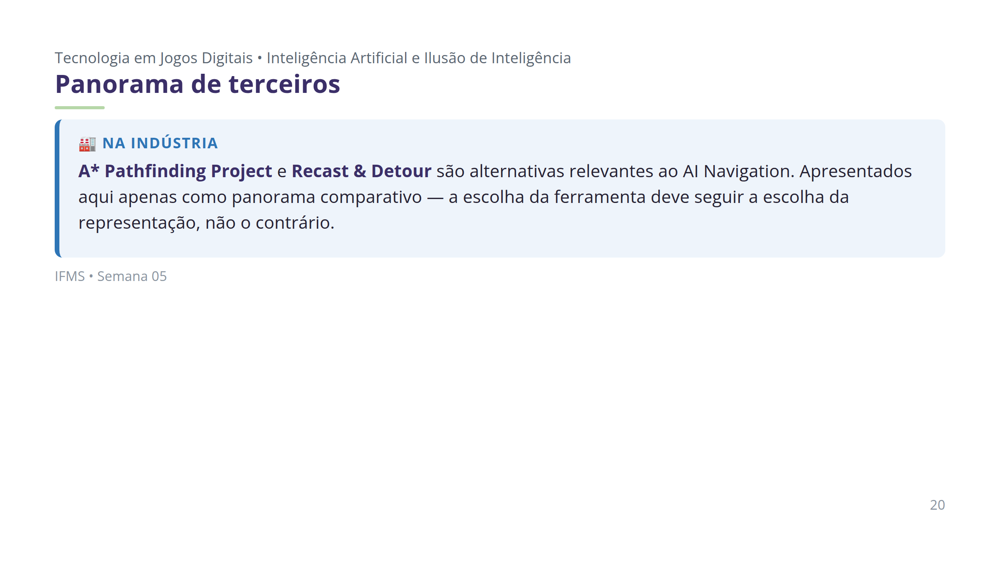 Tecnologia em Jogos Digitais • Inteligência Artificial e Ilusão de Inteligência
Panorama de terceiros
🏭 NA INDÚSTRIA
A* Pathfinding Project e Recast & Detour são alternativas relevantes ao AI Navigation. Apresentados
aqui apenas como panorama comparativo — a escolha da ferramenta deve seguir a escolha da
representação, não o contrário.
IFMS • Semana 05
20